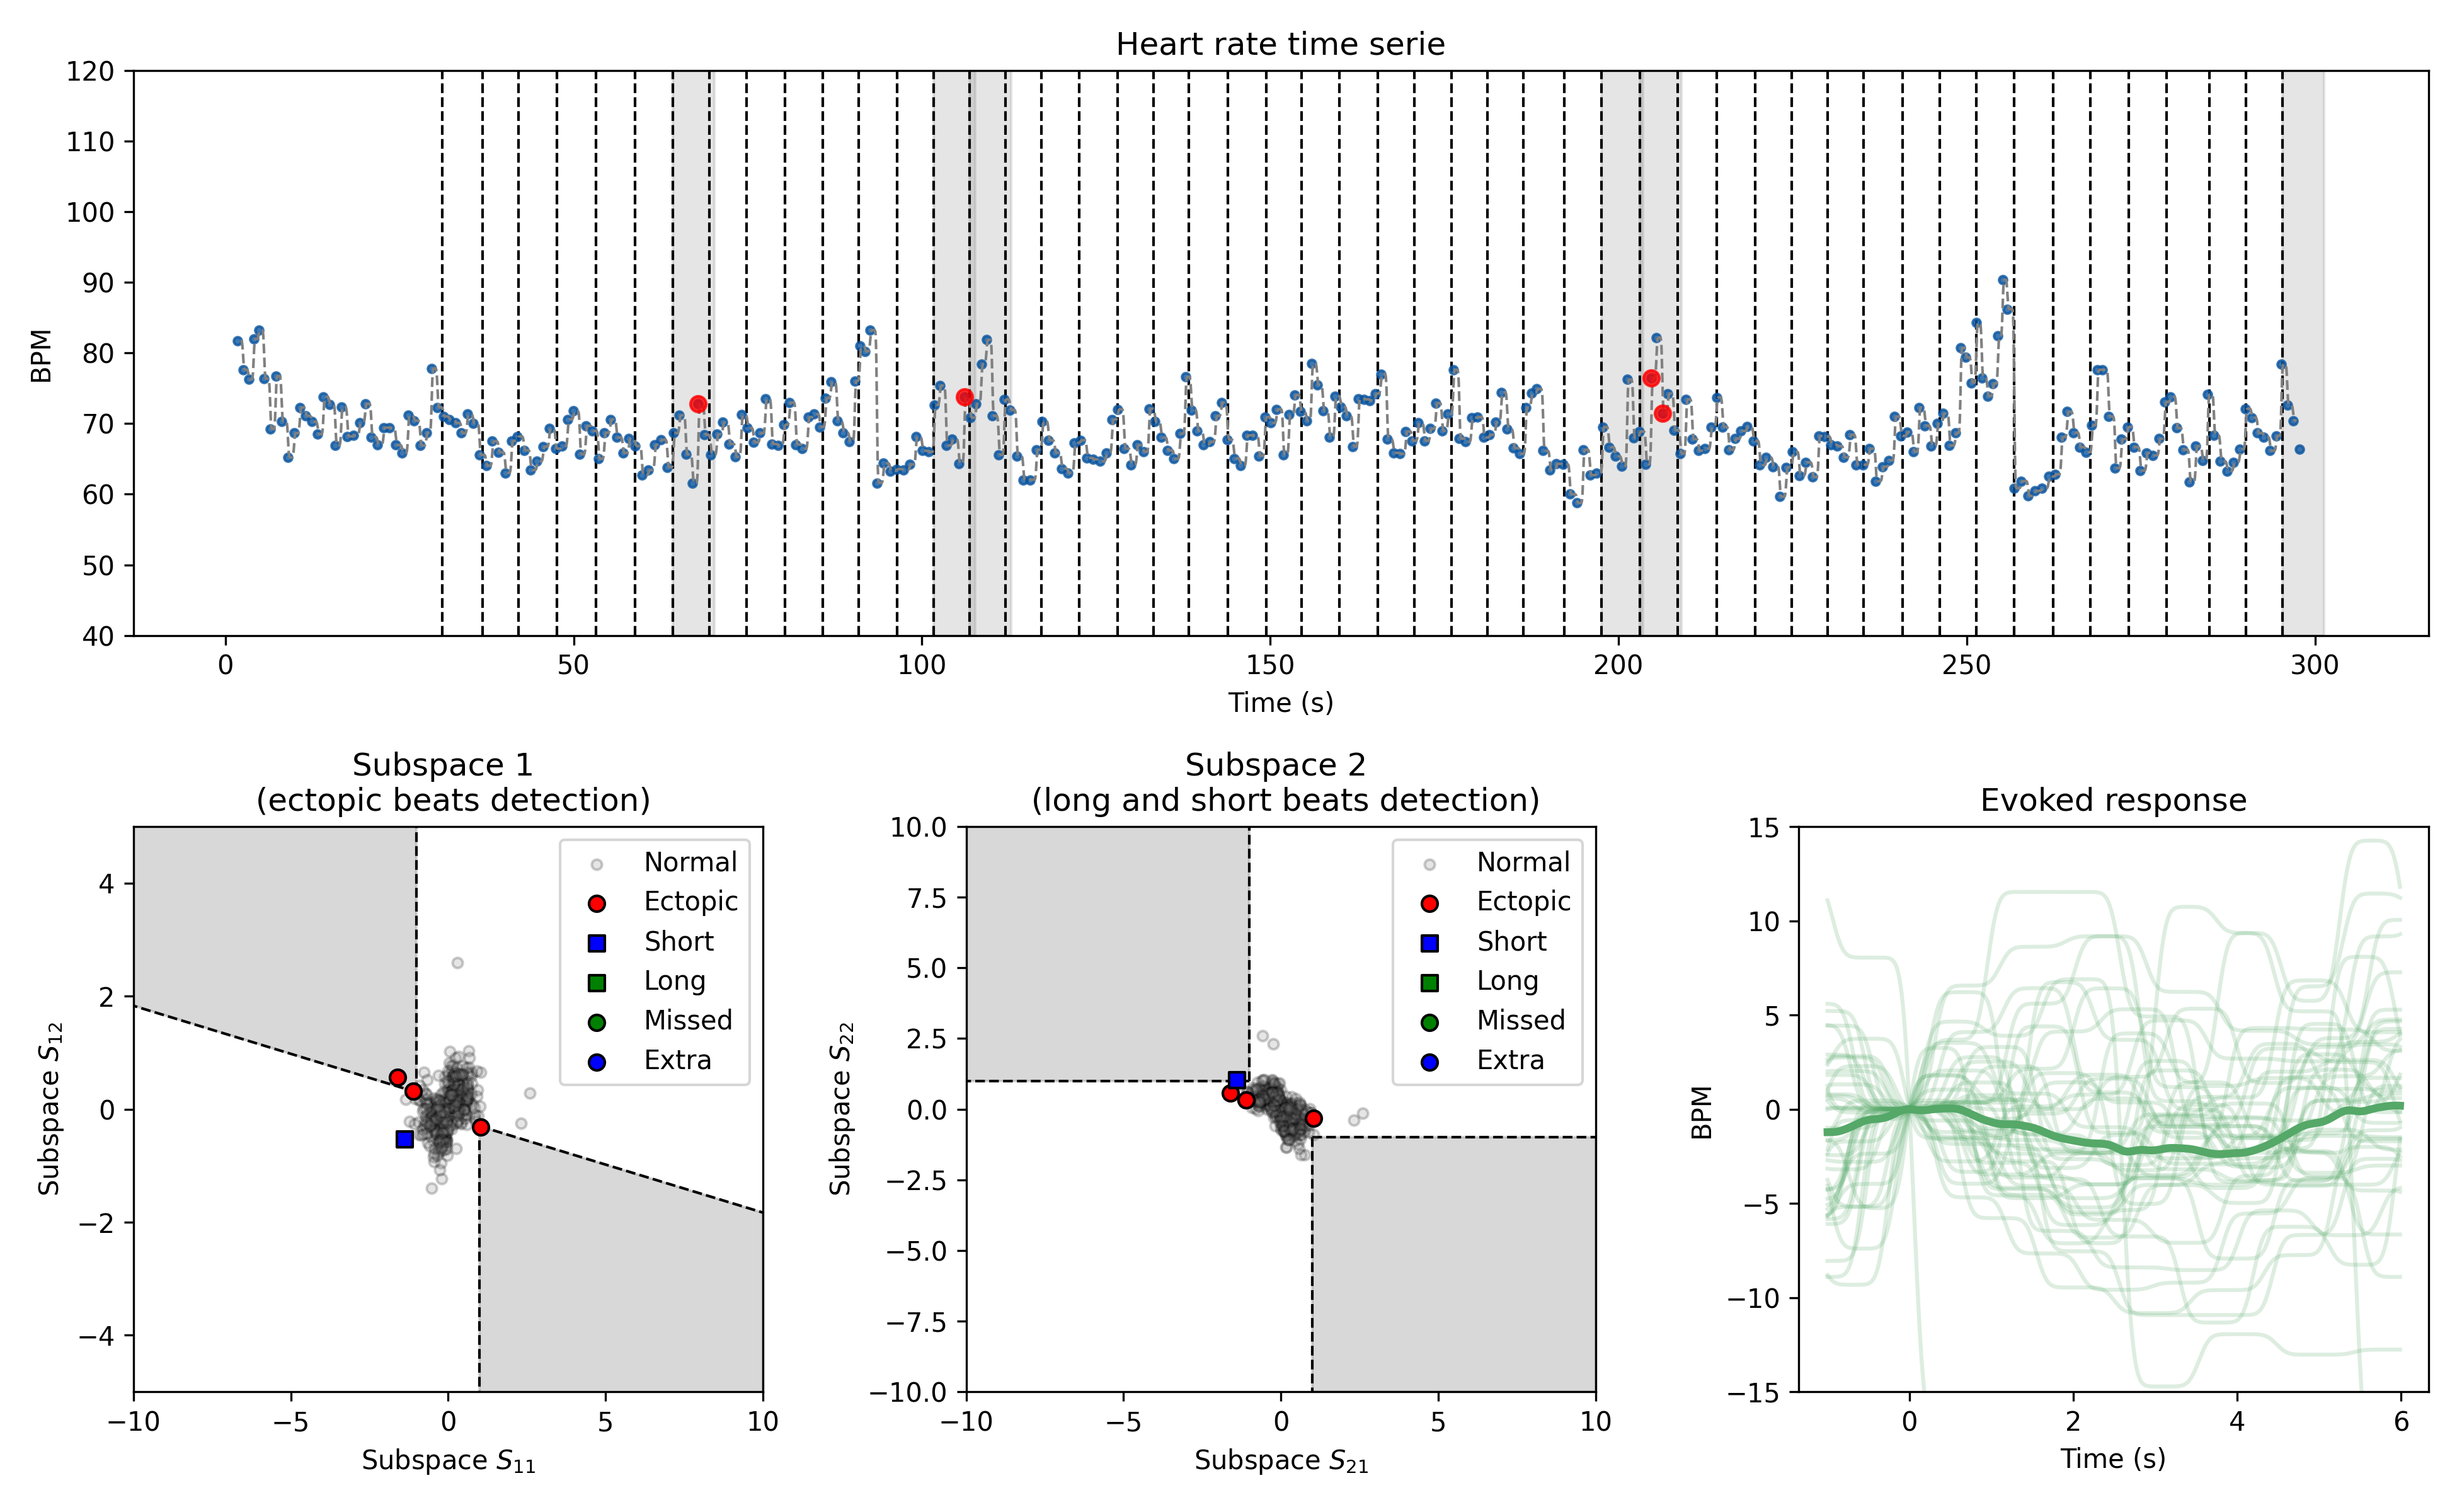 Heart rate time serie
120
110
100
90
80
70
60
50
40
BPM
0 50 100 150 200 250 300
Time (s)
Subspace 1
(ectopic beats detection)
4
2
0
−2
−4
Subspace S12
−10 −5 0 5 10
Subspace S11
Normal
Ectopic
Short
Long
Missed
Extra
Subspace 2
(long and short beats detection)
10.0
7.5
5.0
2.5
0.0
−2.5
−5.0
−7.5
−10.0
Subspace S22
−10 −5 0 5 10
Subspace S21
Normal
Ectopic
Short
Long
Missed
Extra
Evoked response
15
10
5
0
−5
−10
−15
BPM
0 2 4 6
Time (s)